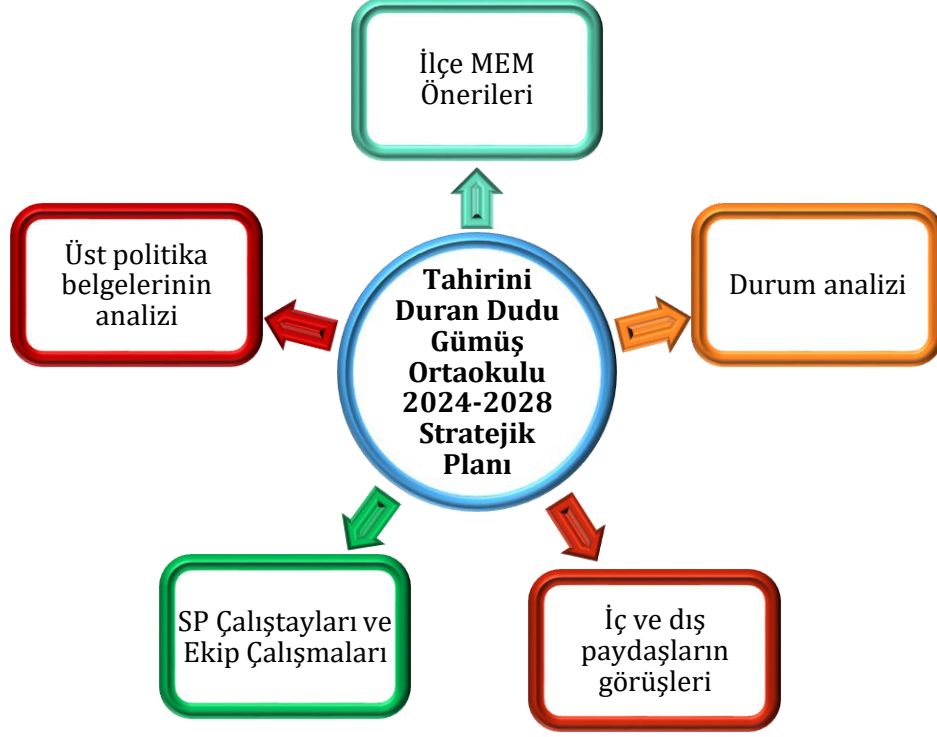 İlçe MEM
Önerileri
Üst politika
belgelerinin
analizi
Durum analizi
Tahirini
Duran Dudu
Gümüş
Ortaokulu
2024-2028
Stratejik
Planı
SP Çalıştayları ve
Ekip Çalışmaları
İç ve dış
paydaşların
görüşleri